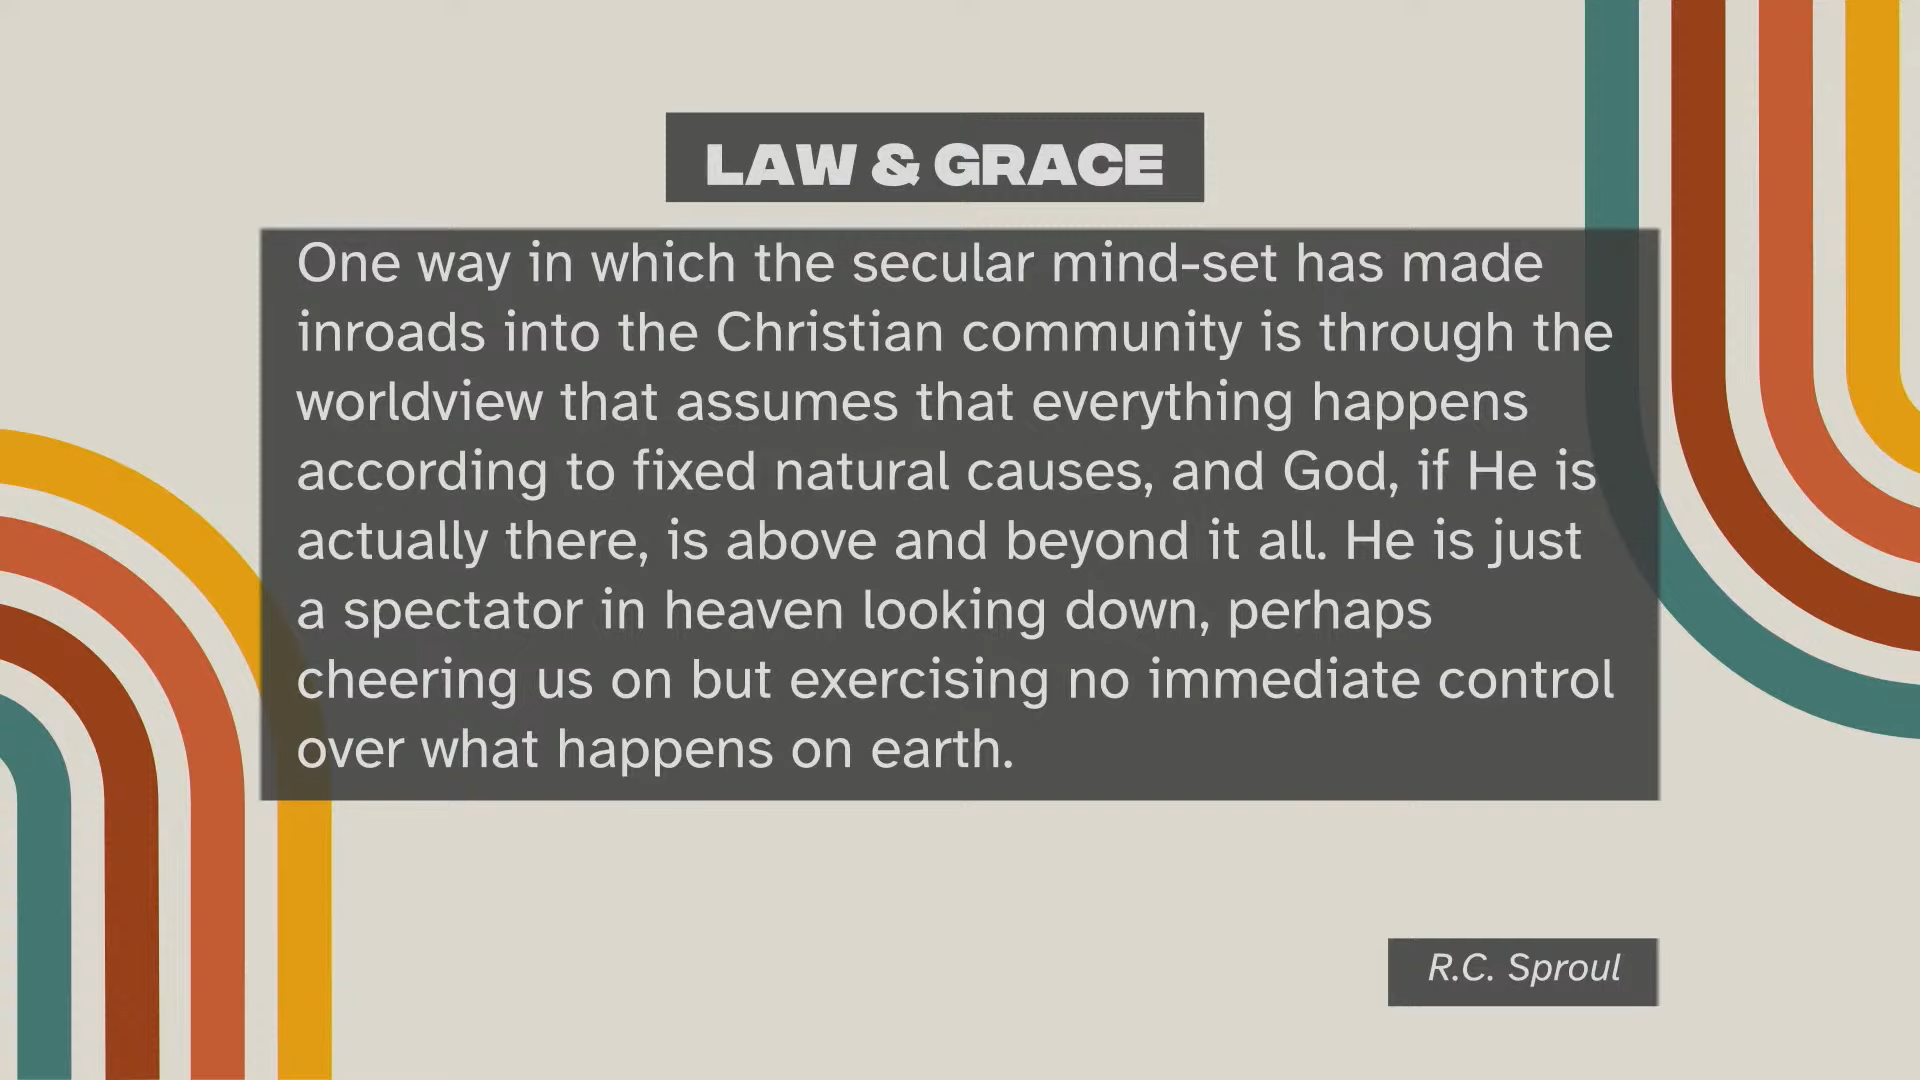 LAW & GRACE
One way in which the secular mind-set has made
inroads into the Christian community is through the
worldview that assumes that everything happens
according to fixed natural causes, and God, if He is
actually there, is above and beyond it all. He is just
a spectator in heaven looking down, perhaps
cheering us on but exercising no immediate control
over what happens on earth.
R.C. Sproul